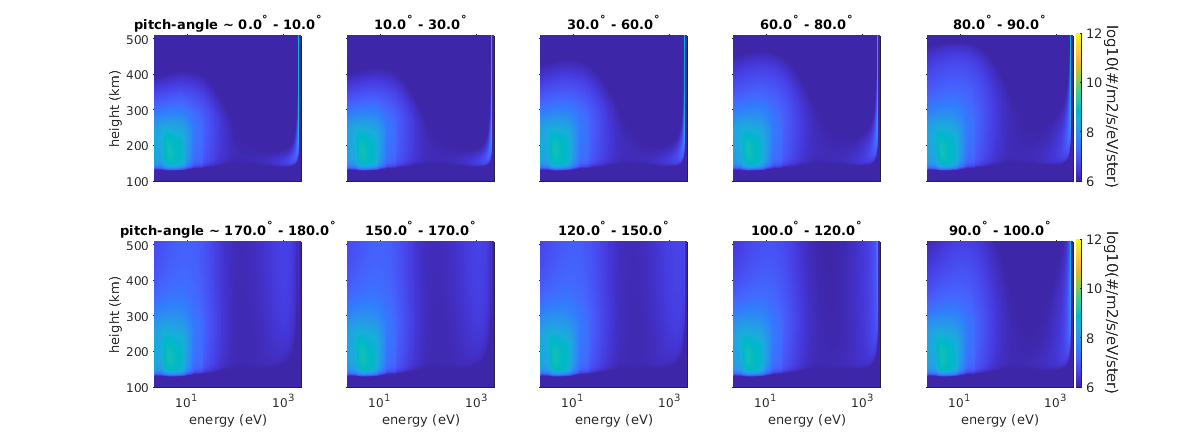 pitch-angle ~ 0.0° - 10.0°
10.0° - 30.0°
30.0° - 60.0°
60.0° - 80.0°
80.0° - 90.0°
500
400
300
200
100
height (km)
12
10
8
6
log10(#/m2/s/eV/ster)
pitch-angle ~ 170.0° - 180.0°
150.0° - 170.0°
120.0° - 150.0°
100.0° - 120.0°
90.0° - 100.0°
500
400
300
200
100
height (km)
12
10
8
6
log10(#/m2/s/eV/ster)
10¹ 10³
10¹ 10³
10¹ 10³
10¹ 10³
10¹ 10³
energy (eV)
energy (eV)
energy (eV)
energy (eV)
energy (eV)